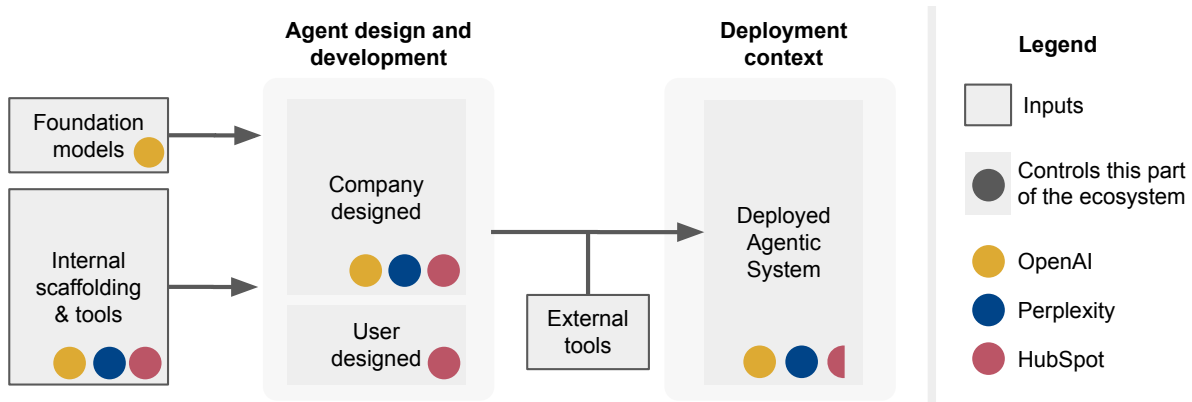 Agent design and
development
Deployment
context
Legend
Foundation
models
Internal
scaffolding
& tools
Company
designed
User
designed
External
tools
Deployed
Agentic
System
Inputs
Controls this part
of the ecosystem
OpenAI
Perplexity
HubSpot